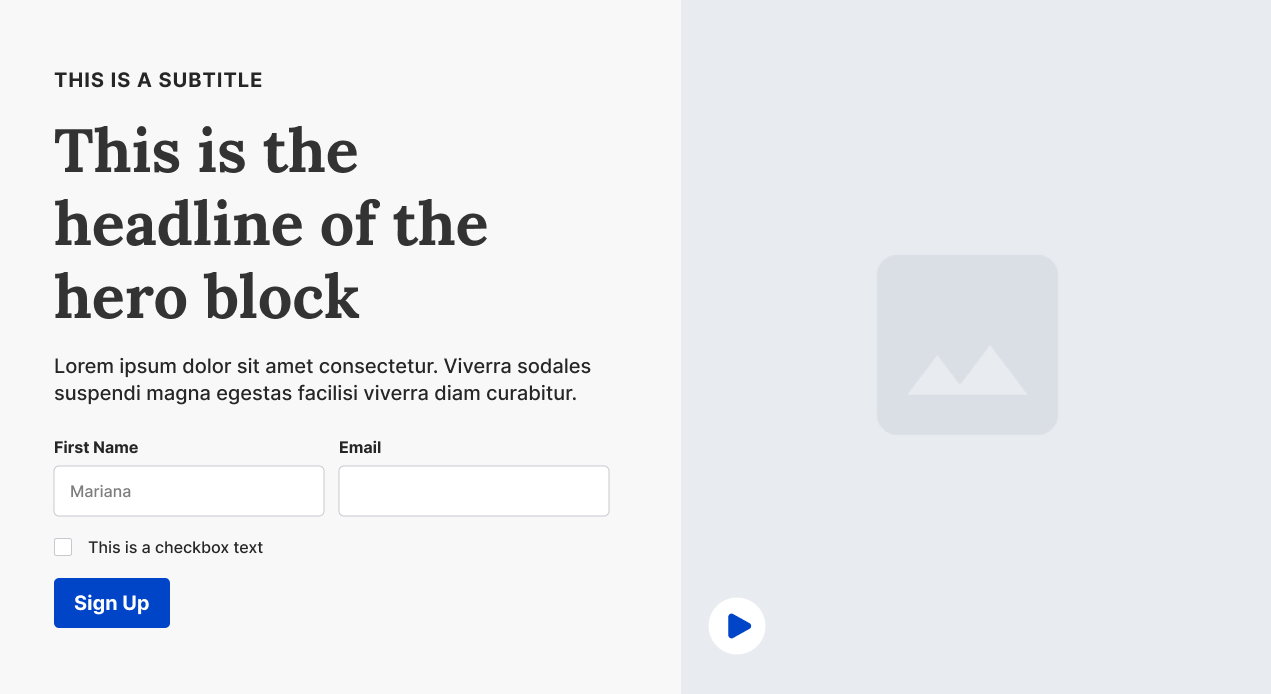 THIS IS A SUBTITLE
This is the
headline of the
hero block
Lorem ipsum dolor sit amet consectetur. Viverra sodales
suspendi magna egestas facilisi viverra diam curabitur.
First Name
Email
Mariana
This is a checkbox text
Sign Up